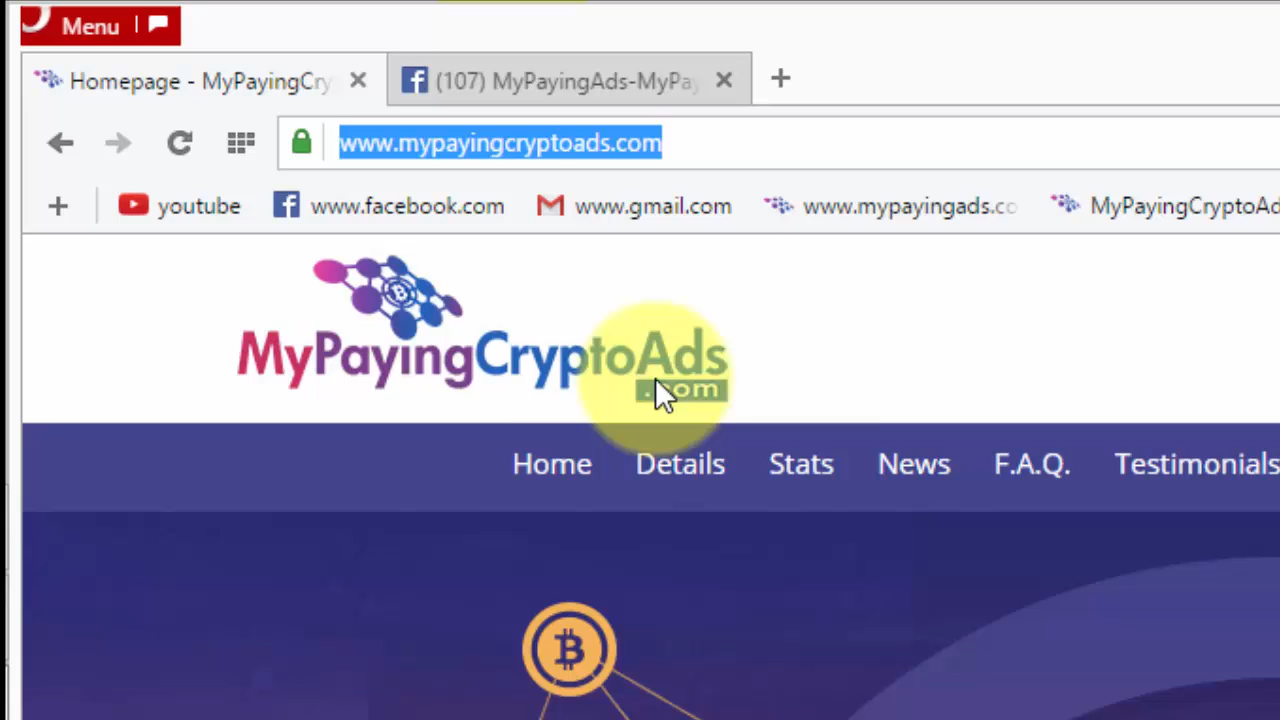 Menu
Homepage - MyPayingCry
(107) MyPayingAds-MyPay
www.mypayingcryptoads.com
youtube www.facebook.com www.gmail.com www.mypayingads.co MyPayingCryptoAd
MyPayingCryptoAds
.com
Home Details Stats News F.A.Q. Testimonials